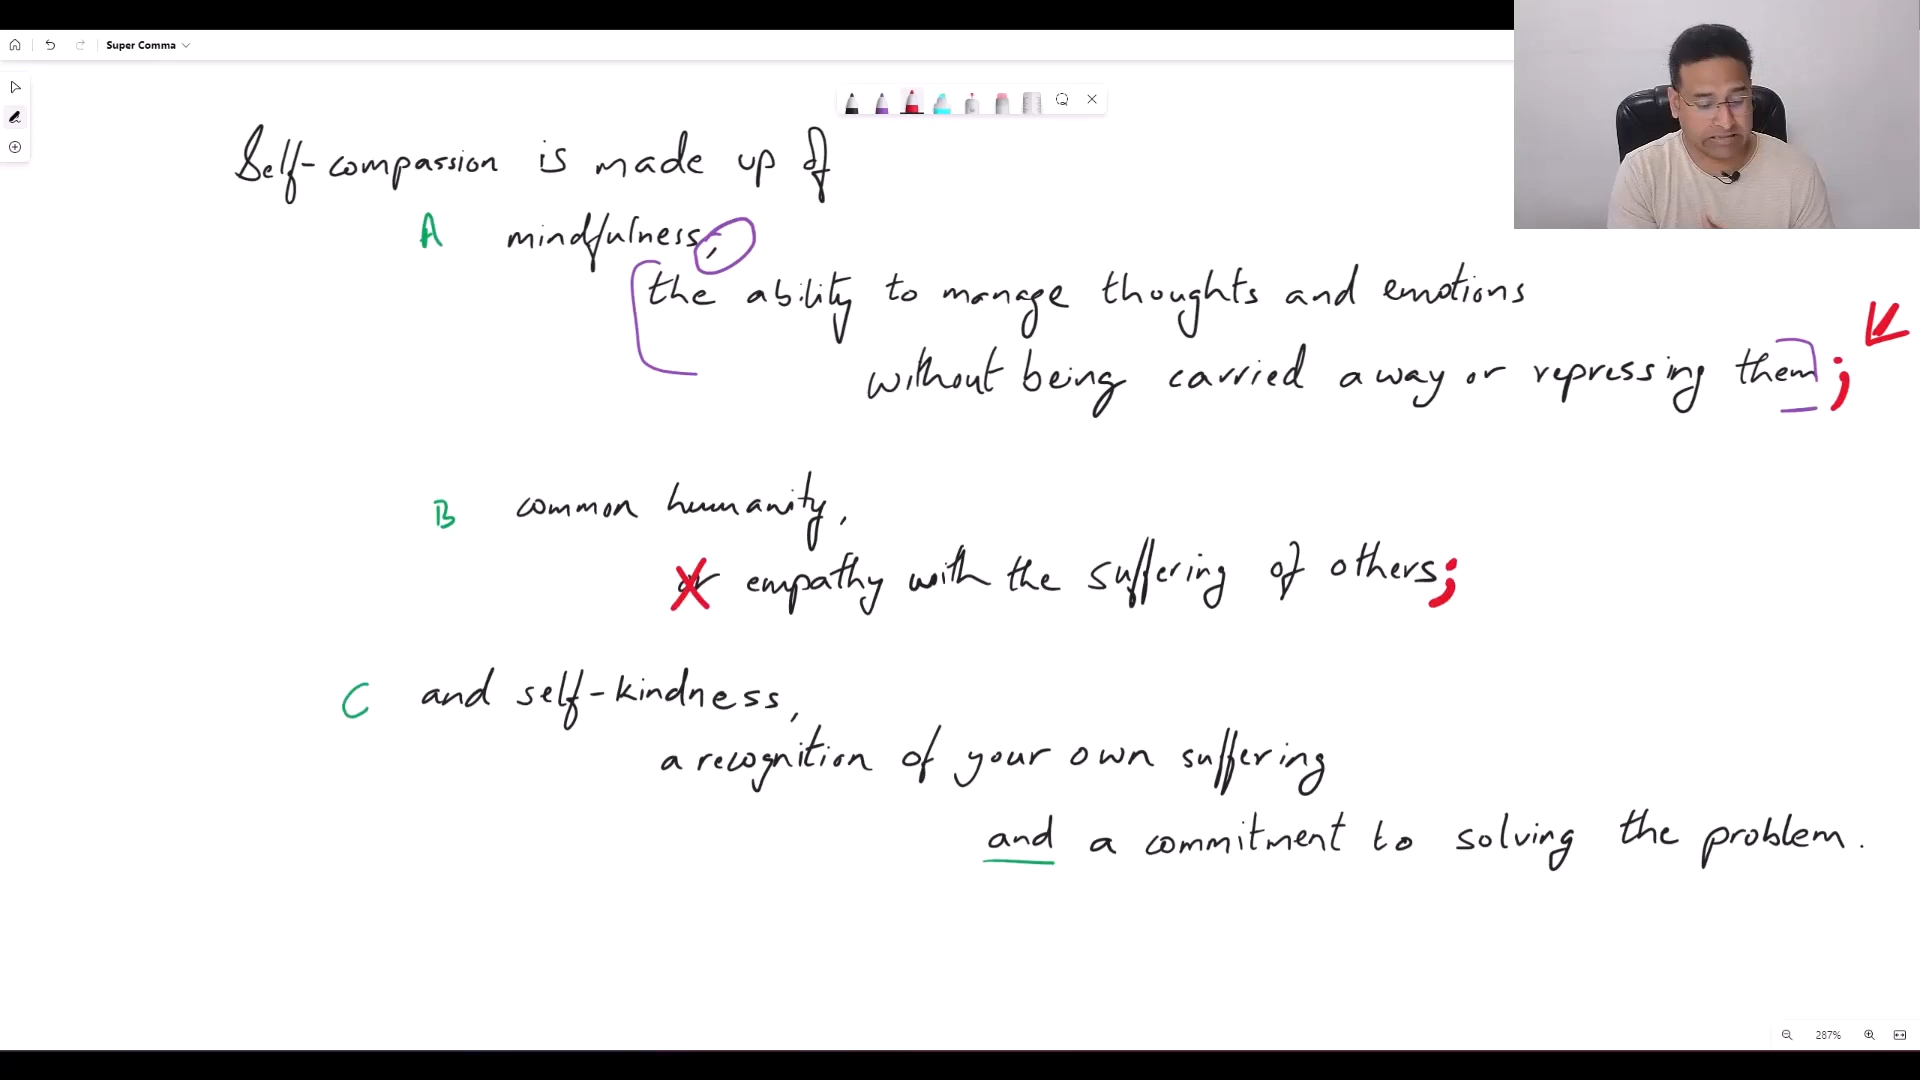 Super Comma
Self-compassion is made up of
A mindfulness,
the ability to manage thoughts and emotions
without being carried away or repressing them;
B common humanity,
or empathy with the suffering of others;
C and self-kindness,
a recognition of your own suffering
and a commitment to solving the problem.
287%